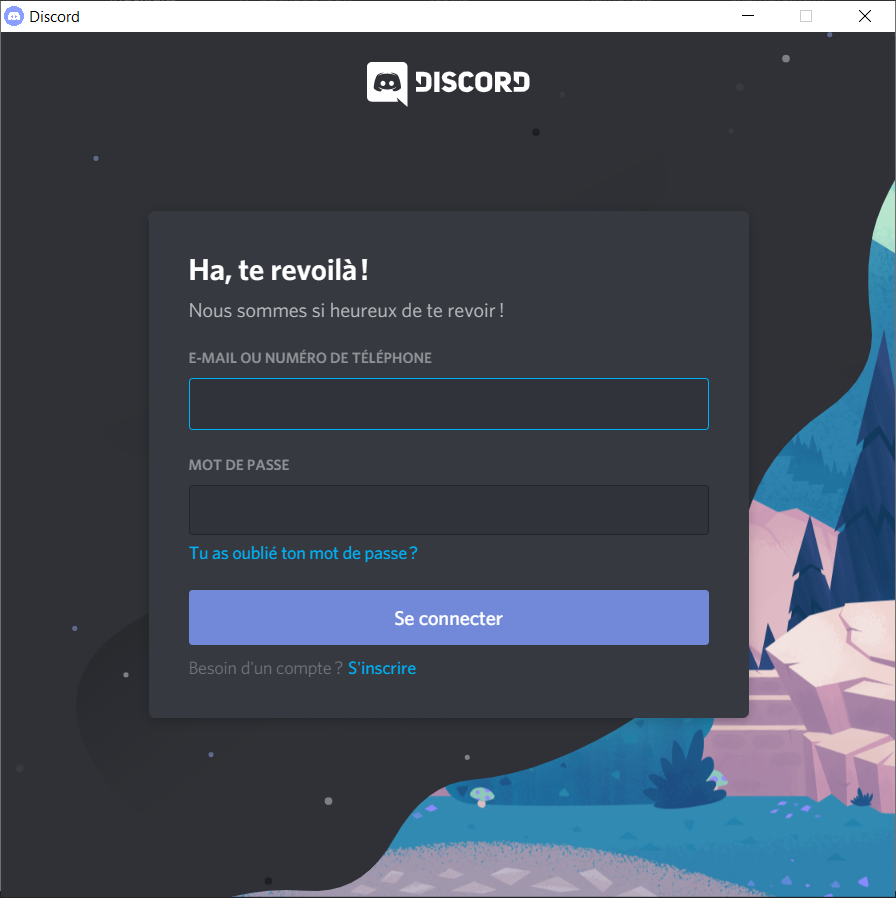 Discord
DISCORD
Ha, te revoilà !
Nous sommes si heureux de te revoir !
E-MAIL OU NUMÉRO DE TÉLÉPHONE
MOT DE PASSE
Tu as oublié ton mot de passe ?
Se connecter
Besoin d'un compte ? S'inscrire